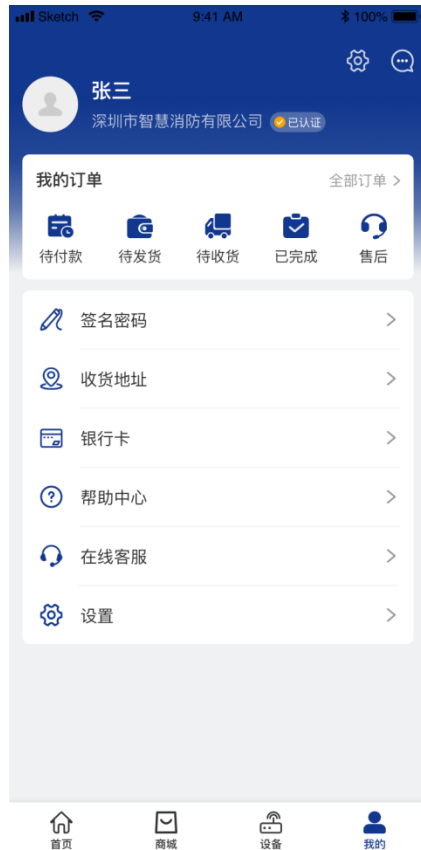 Sketch 9:41 AM 100%
张三
深圳市智慧消防有限公司 已认证
我的订单 全部订单
待付款 待发货 待收货 已完成 售后
签名密码
收货地址
银行卡
帮助中心
在线客服
设置
首页 商城 设备 我的